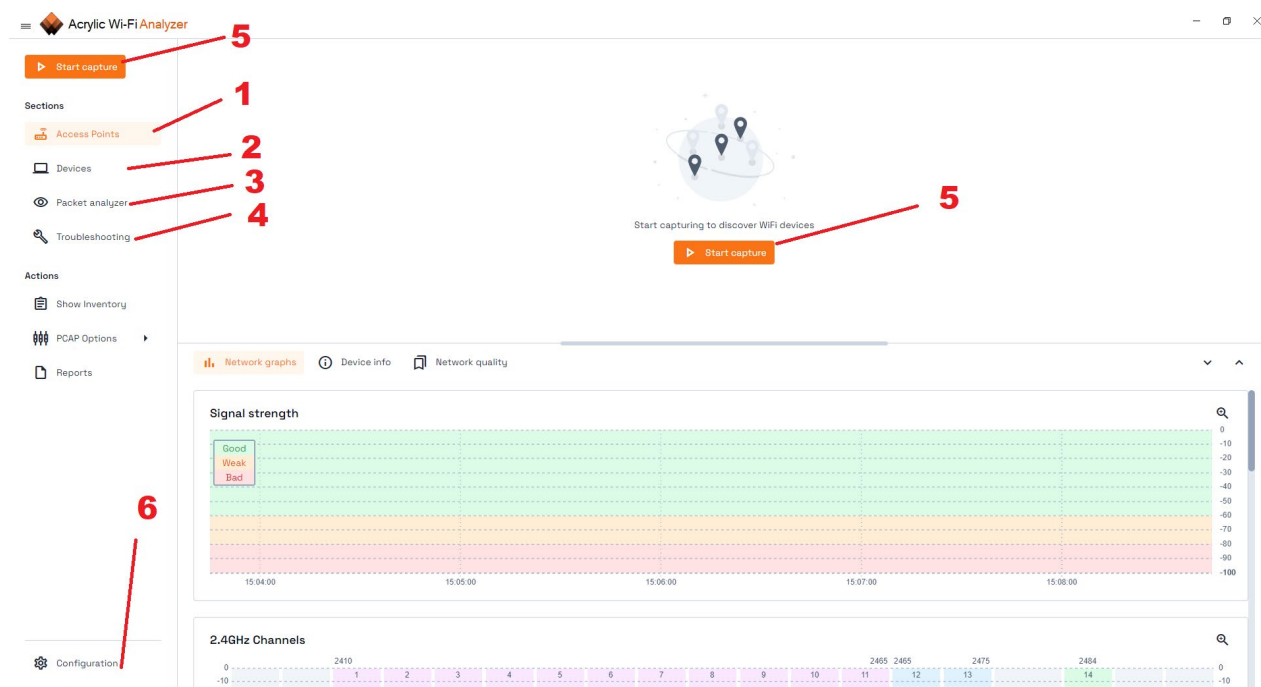 Acrylic Wi-Fi Analyzer
5
Start capture
Sections
1
Access Points
2
Devices
3
Packet analyzer
4
Troubleshooting
Actions
Show Inventory
PCAP Options
Reports
6
Configuration
Start capturing to discover WiFi devices
5
Start capture
Network graphs Device info Network quality
Signal strength
Good
Weak
Bad
0
-10
-20
-30
-40
-50
-60
-70
-80
-90
-100
15:04:00 15:05:00 15:06:00 15:07:00 15:08:00
2.4GHz Channels
2410 2465 2465 2475 2484
0 0
1 2 3 4 5 6 7 8 9 10 11 12 13 14
-10 -10